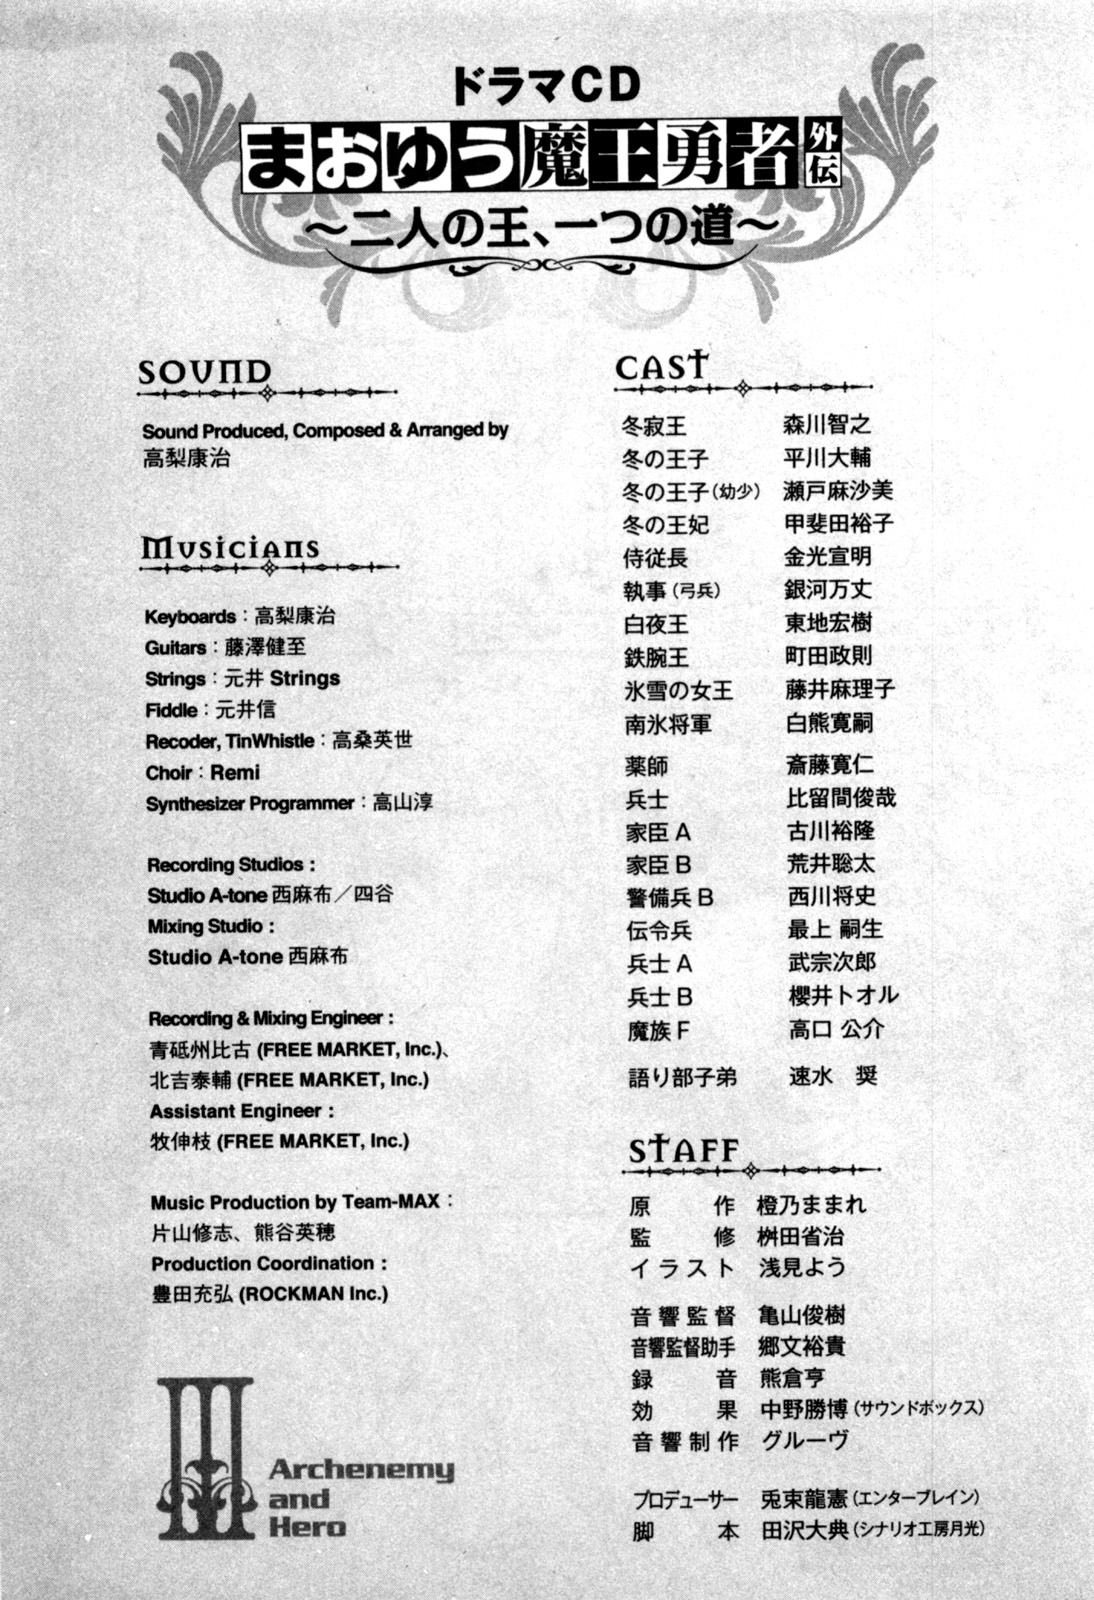 ドラマCD
まおゆう魔王勇者 外伝
～二人の王、一つの道～
SOUND
Sound Produced, Composed & Arranged by
高梨康治
Musicians
Keyboards：高梨康治
Guitars：藤澤健至
Strings：元井 Strings
Fiddle：元井信
Recoder, TinWhistle：高桑英世
Choir：Remi
Synthesizer Programmer：高山淳
Recording Studios：
Studio A-tone 西麻布／四谷
Mixing Studio：
Studio A-tone 西麻布
Recording & Mixing Engineer：
青砥州比古 (FREE MARKET, Inc.)、
北吉泰輔 (FREE MARKET, Inc.)
Assistant Engineer：
牧伸枝 (FREE MARKET, Inc.)
Music Production by Team-MAX：
片山修志、熊谷英穂
Production Coordination：
豊田充弘 (ROCKMAN Inc.)
Archenemy
and
Hero
CAST
冬寂王 森川智之
冬の王子 平川大輔
冬の王子（幼少） 瀬戸麻沙美
冬の王妃 甲斐田裕子
侍従長 金光宣明
執事（弓兵） 銀河万丈
白夜王 東地宏樹
鉄腕王 町田政則
氷雪の女王 藤井麻理子
南氷将軍 白熊寛嗣
薬師 斎藤寛仁
兵士 比留間俊哉
家臣 A 古川裕隆
家臣 B 荒井聡太
警備兵 B 西川将史
伝令兵 最上 嗣生
兵士 A 武宗次郎
兵士 B 櫻井トオル
魔族 F 高口 公介
語り部子弟 速水 奨
STAFF
原作 橙乃ままれ
監修 桝田省治
イラスト 浅見よう
音響監督 亀山俊樹
音響監督助手 郷文裕貴
録音 熊倉亨
効果 中野勝博（サウンドボックス）
音響制作 グルーヴ
プロデューサー 兎束龍憲（エンターブレイン）
脚本 田沢大典（シナリオ工房月光）